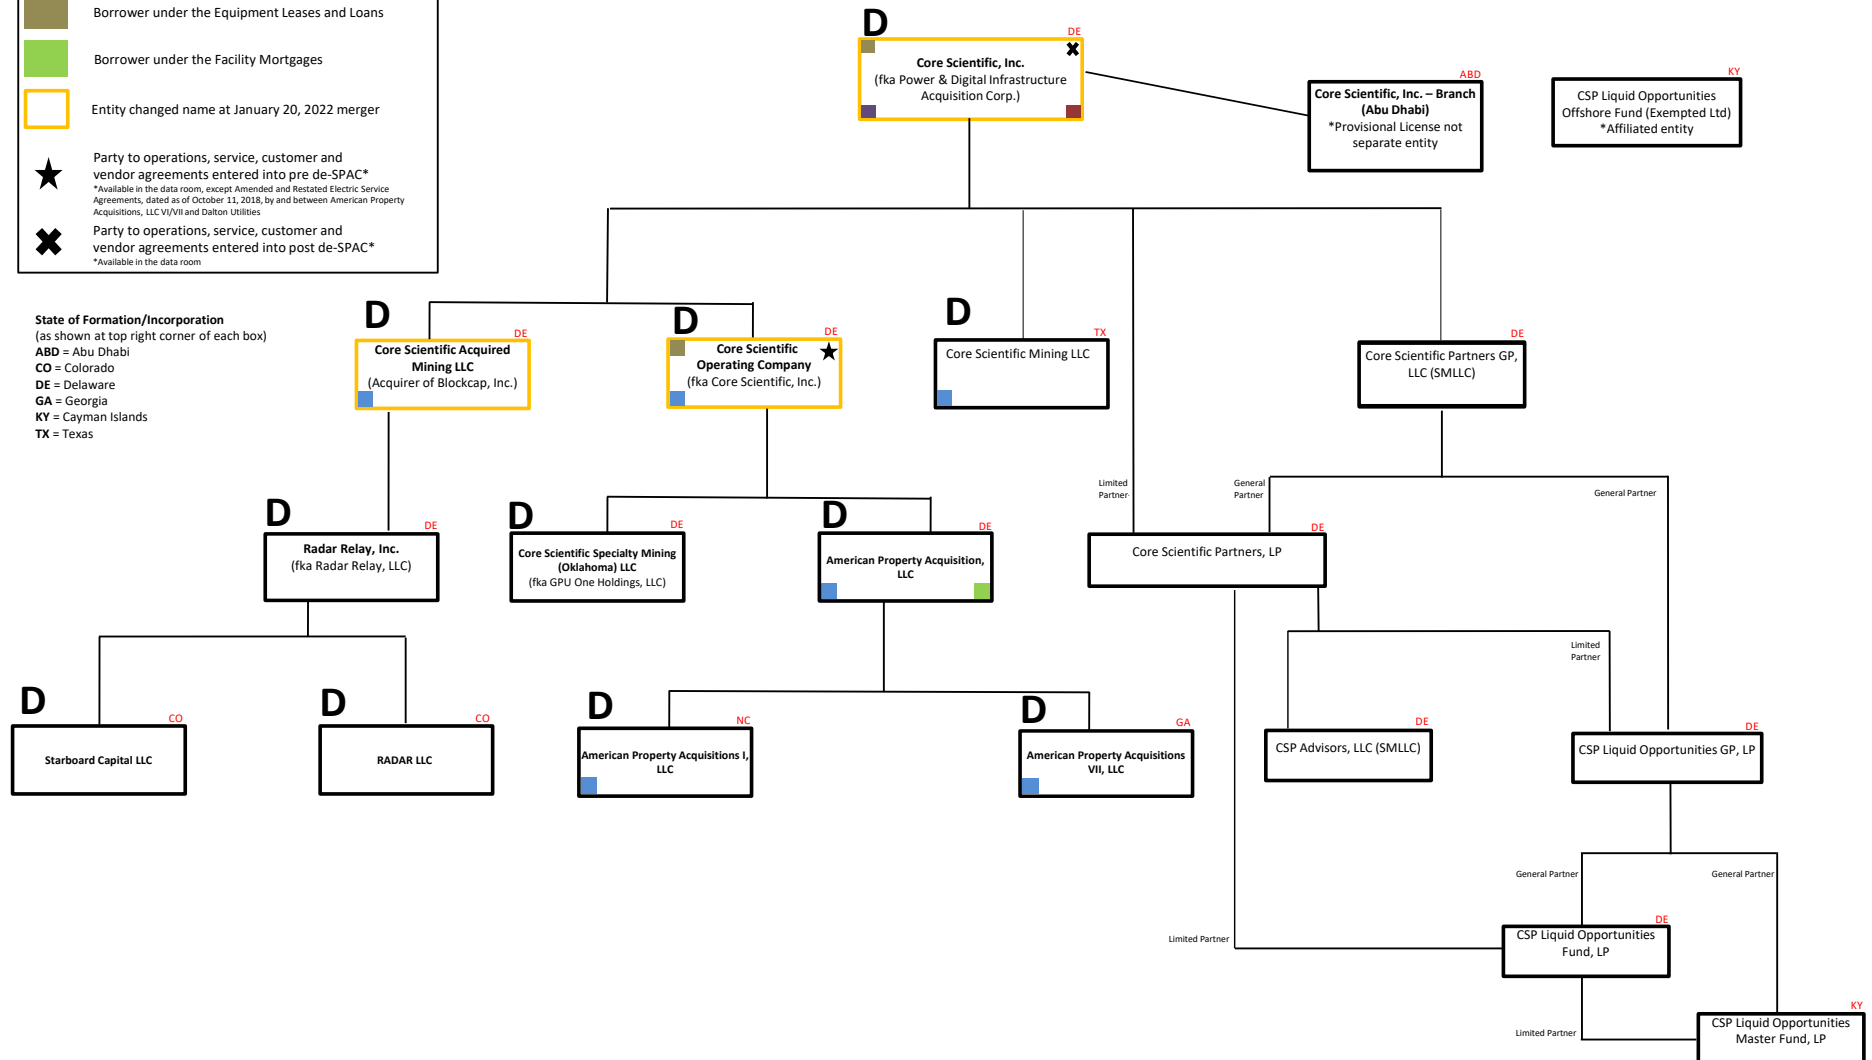 Borrower under the Equipment Leases and Loans
Borrower under the Facility Mortgages
Entity changed name at January 20, 2022 merger
Party to operations, service, customer and
vendor agreements entered into pre de-SPAC*
*Available in the data room, except Amended and Restated Electric Service
Agreements, dated as of October 11, 2018, by and between American Property
Acquisitions, LLC VI/VII and Dalton Utilities
Party to operations, service, customer and
vendor agreements entered into post de-SPAC*
*Available in the data room
State of Formation/Incorporation
(as shown at top right corner of each box)
ABD = Abu Dhabi
CO = Colorado
DE = Delaware
GA = Georgia
KY = Cayman Islands
TX = Texas
D
DE
Core Scientific, Inc.
(fka Power & Digital Infrastructure
Acquisition Corp.)
ABD
Core Scientific, Inc. – Branch
(Abu Dhabi)
*Provisional License not
separate entity
KY
CSP Liquid Opportunities
Offshore Fund (Exempted Ltd)
*Affiliated entity
D
DE
Core Scientific Acquired
Mining LLC
(Acquirer of Blockcap, Inc.)
D
DE
Core Scientific
Operating Company
(fka Core Scientific, Inc.)
D
TX
Core Scientific Mining LLC
DE
Core Scientific Partners GP,
LLC (SMLLC)
Limited
Partner
General
Partner
General Partner
D
DE
Radar Relay, Inc.
(fka Radar Relay, LLC)
D
DE
Core Scientific Specialty Mining
(Oklahoma) LLC
(fka GPU One Holdings, LLC)
D
DE
American Property Acquisition,
LLC
DE
Core Scientific Partners, LP
Limited
Partner
D
CO
Starboard Capital LLC
D
CO
RADAR LLC
D
NC
American Property Acquisitions I,
LLC
D
GA
American Property Acquisitions
VII, LLC
DE
CSP Advisors, LLC (SMLLC)
DE
CSP Liquid Opportunities GP, LP
General Partner
General Partner
Limited Partner
DE
CSP Liquid Opportunities
Fund, LP
Limited Partner
KY
CSP Liquid Opportunities
Master Fund, LP